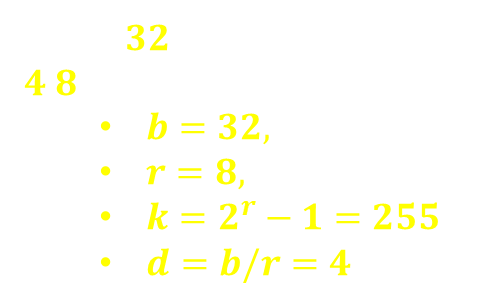 32
4 8
• b = 32,
• r = 8,
• k = 2^r − 1 = 255
• d = b/r = 4